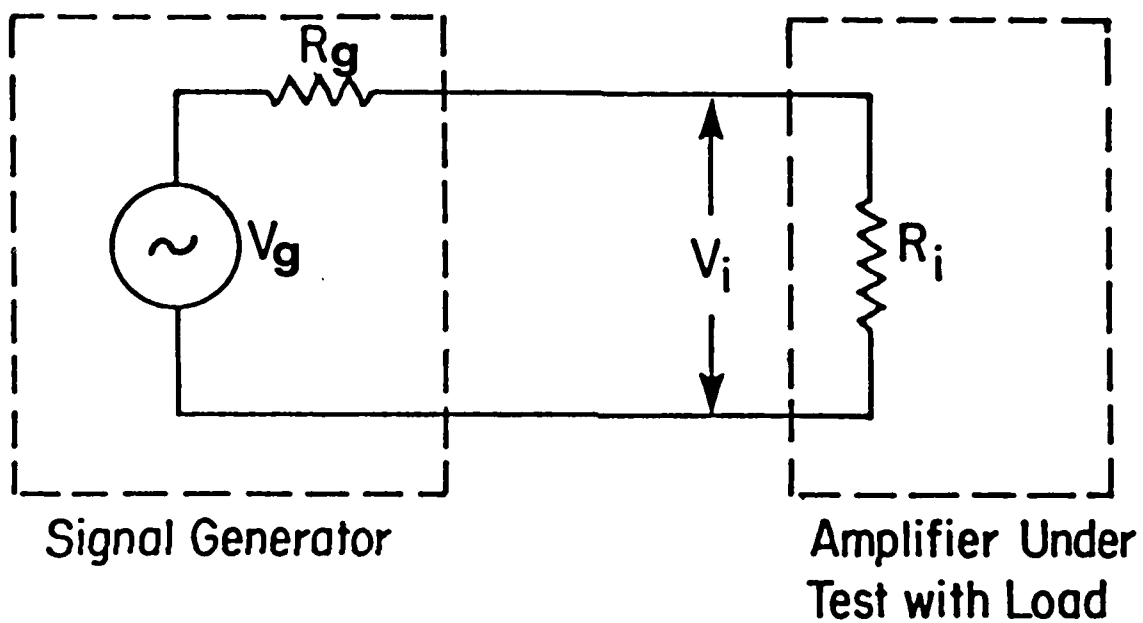 Rg
Vg
Vi
Ri
Signal Generator
Amplifier Under
Test with Load